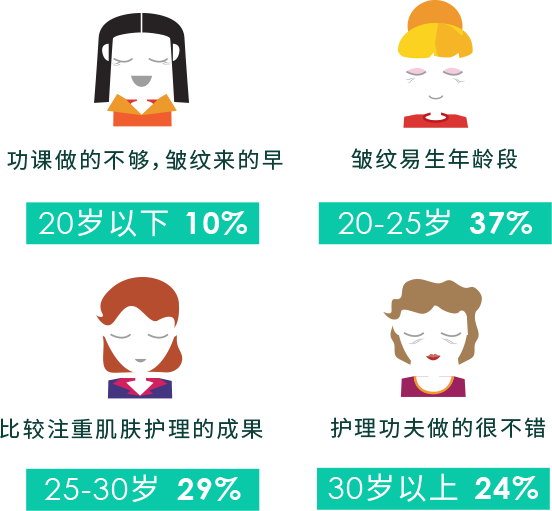 功课做的不够，皱纹来的早
皱纹易生年龄段
20岁以下 10%
20-25岁 37%
比较注重肌肤护理的成果
护理功夫做的很不错
25-30岁 29%
30岁以上 24%